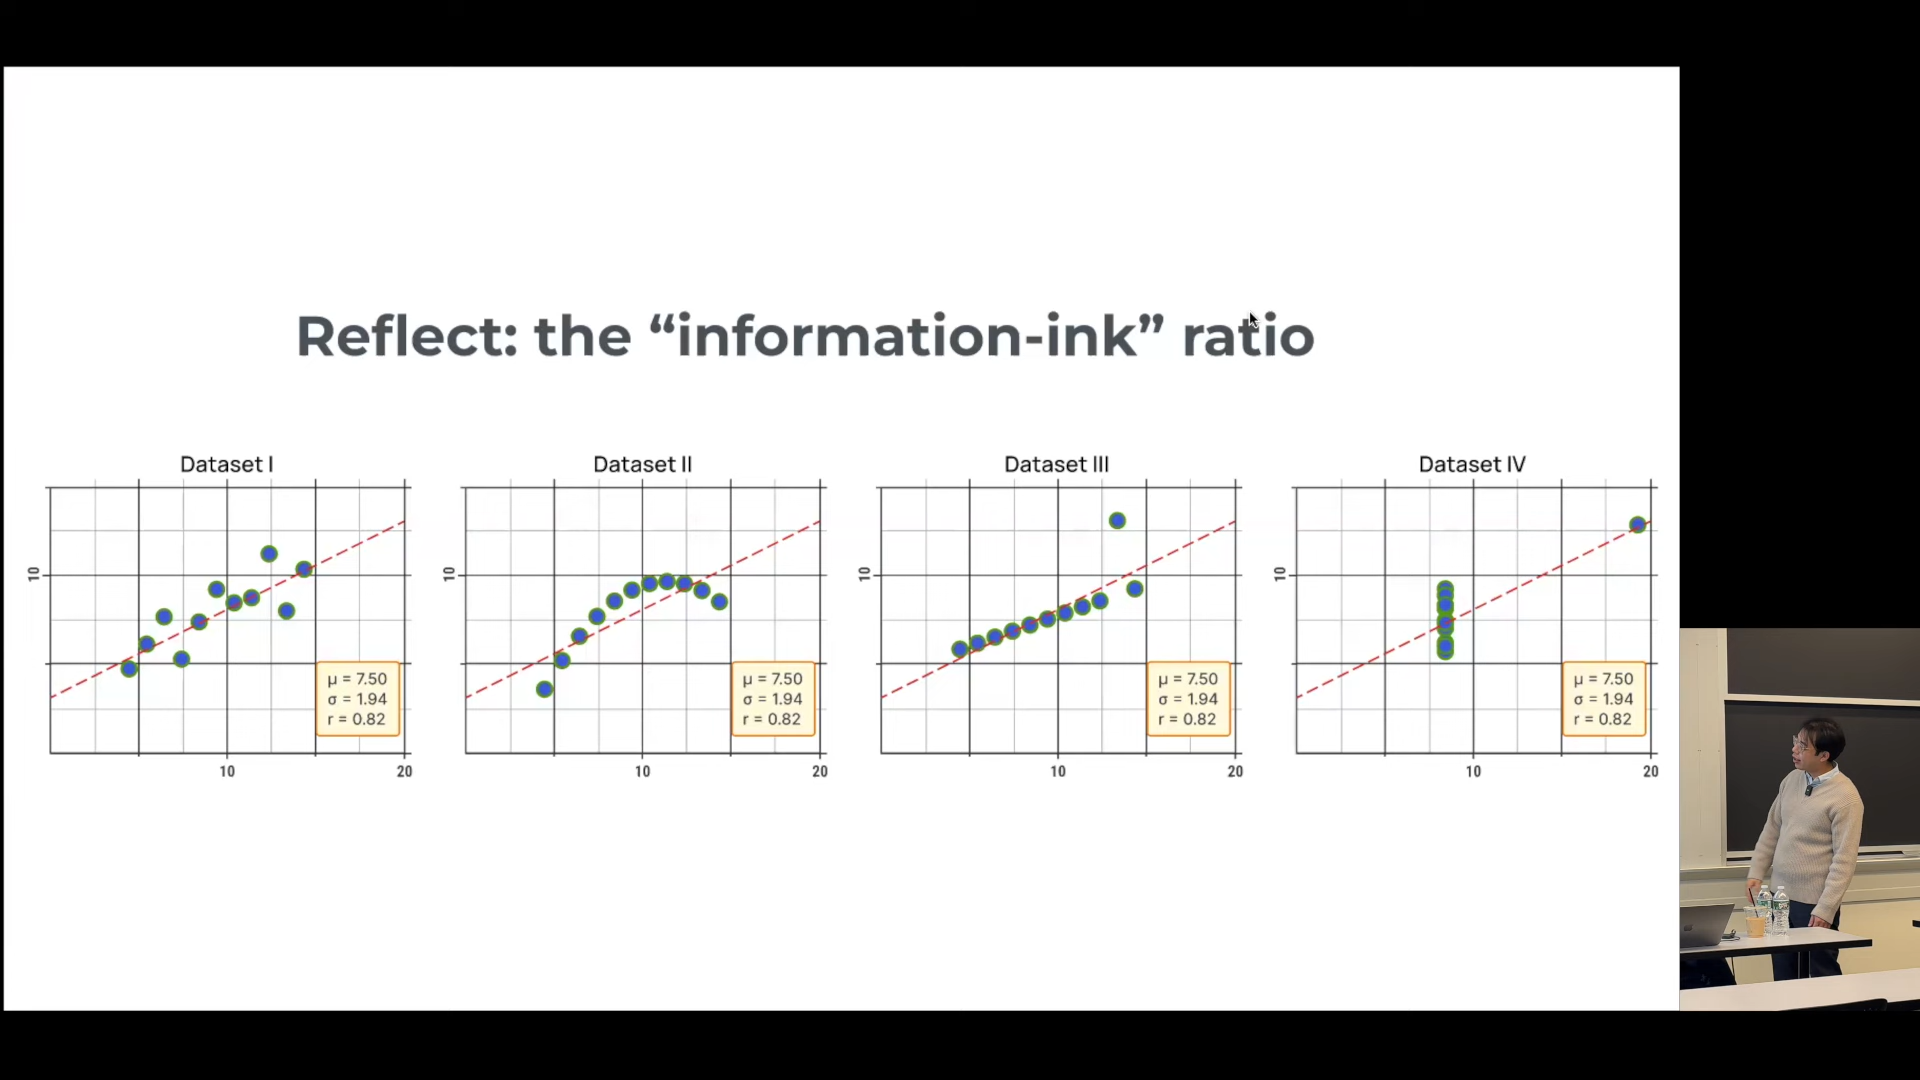 Reflect: the “information-ink” ratio
Dataset I
Dataset II
Dataset III
Dataset IV
10
10
10
10
μ = 7.50
σ = 1.94
r = 0.82
μ = 7.50
σ = 1.94
r = 0.82
μ = 7.50
σ = 1.94
r = 0.82
μ = 7.50
σ = 1.94
r = 0.82
10 20
10 20
10 20
10 20